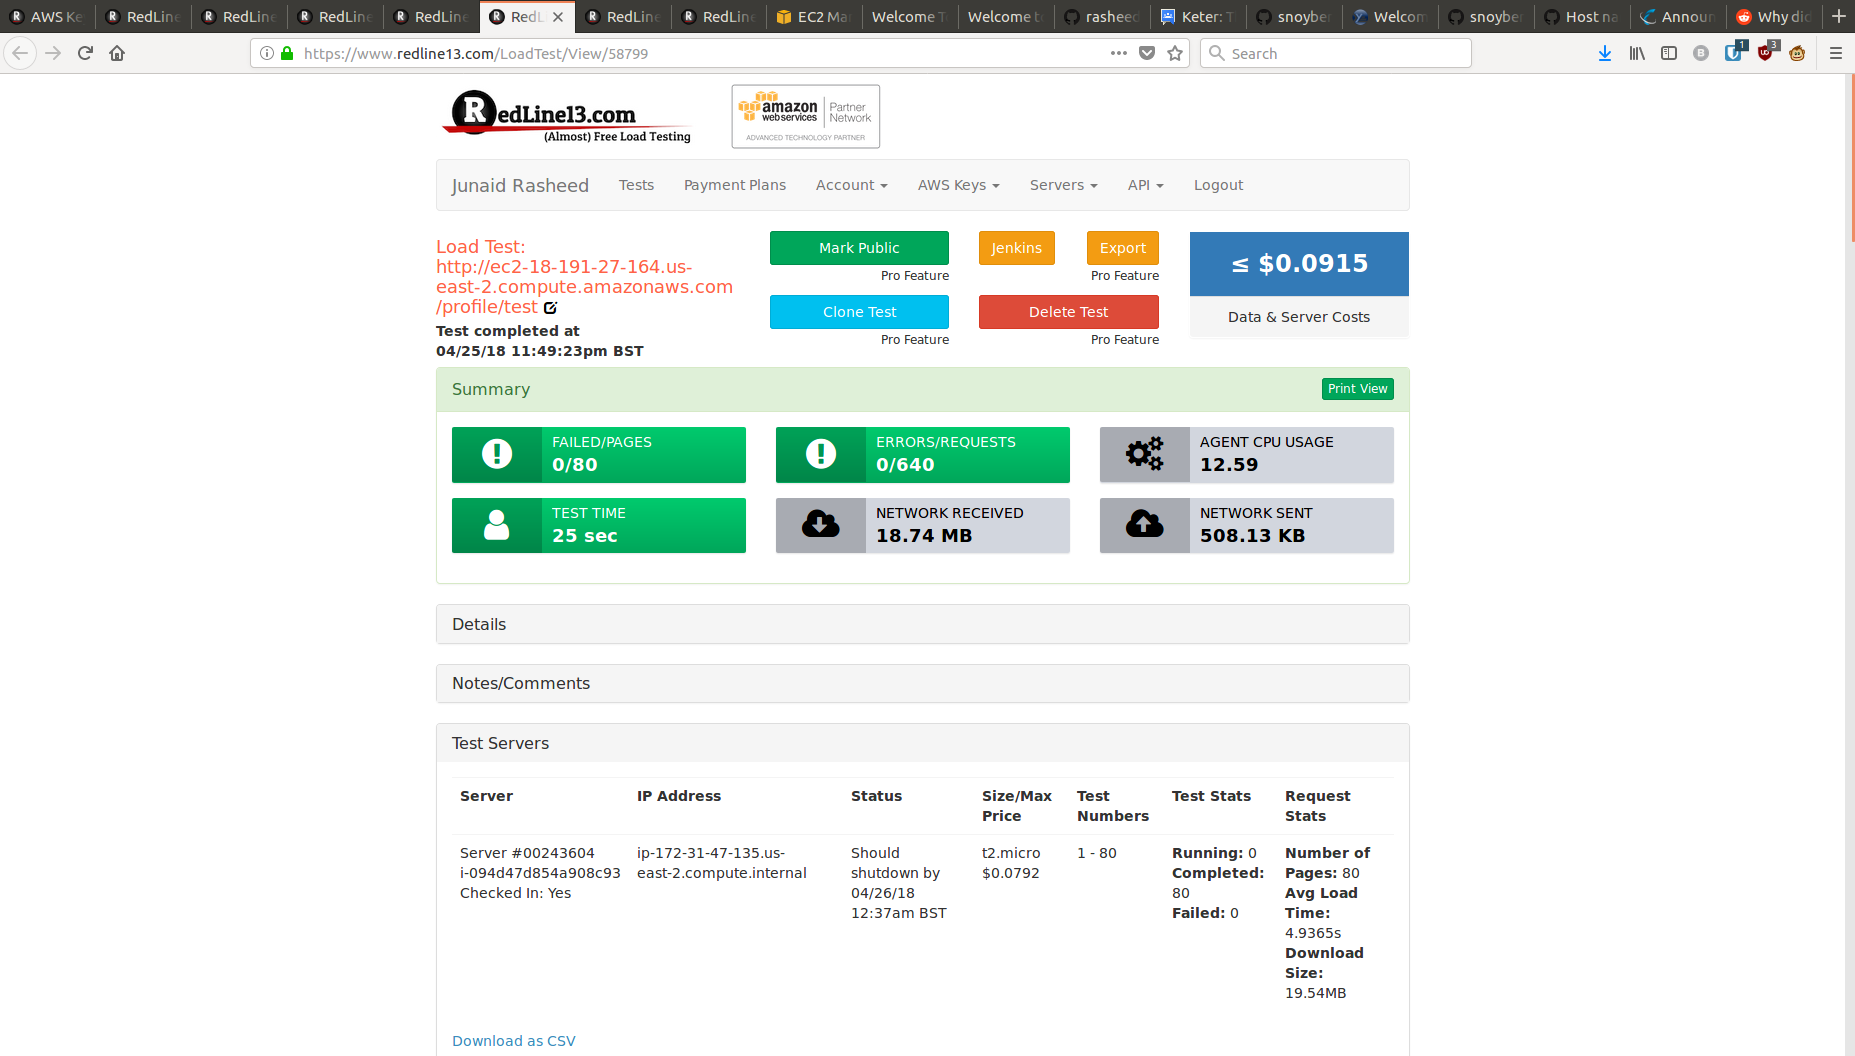 AWS Ke
RedLine
RedLine
RedLine
RedLine
RedL
RedLine
RedLine
EC2 Ma
Welcome T
Welcome to
rasheed
Keter: T
snoybe
Welcom
snoybe
Host na
Announ
Why did
https://www.redline13.com/LoadTest/View/58799
Search
1
3
RedLine13.com
(Almost) Free Load Testing
amazon
web services
Partner
Network
ADVANCED TECHNOLOGY PARTNER
Junaid Rasheed Tests Payment Plans Account AWS Keys Servers API Logout
Load Test:
http://ec2-18-191-27-164.us-
east-2.compute.amazonaws.com
/profile/test
Test completed at
04/25/18 11:49:23pm BST
Mark Public
Pro Feature
Jenkins
Export
Pro Feature
Clone Test
Pro Feature
Delete Test
Pro Feature
≤ $0.0915
Data & Server Costs
Summary
Print View
FAILED/PAGES
0/80
ERRORS/REQUESTS
0/640
AGENT CPU USAGE
12.59
TEST TIME
25 sec
NETWORK RECEIVED
18.74 MB
NETWORK SENT
508.13 KB
Details
Notes/Comments
Test Servers
Server
IP Address
Status
Size/Max
Price
Test
Numbers
Test Stats
Request
Stats
Server #00243604
i-094d47d854a908c93
Checked In: Yes
ip-172-31-47-135.us-
east-2.compute.internal
Should
shutdown by
04/26/18
12:37am BST
t2.micro
$0.0792
1 - 80
Running: 0
Completed:
80
Failed: 0
Number of
Pages: 80
Avg Load
Time:
4.9365s
Download
Size:
19.54MB
Download as CSV